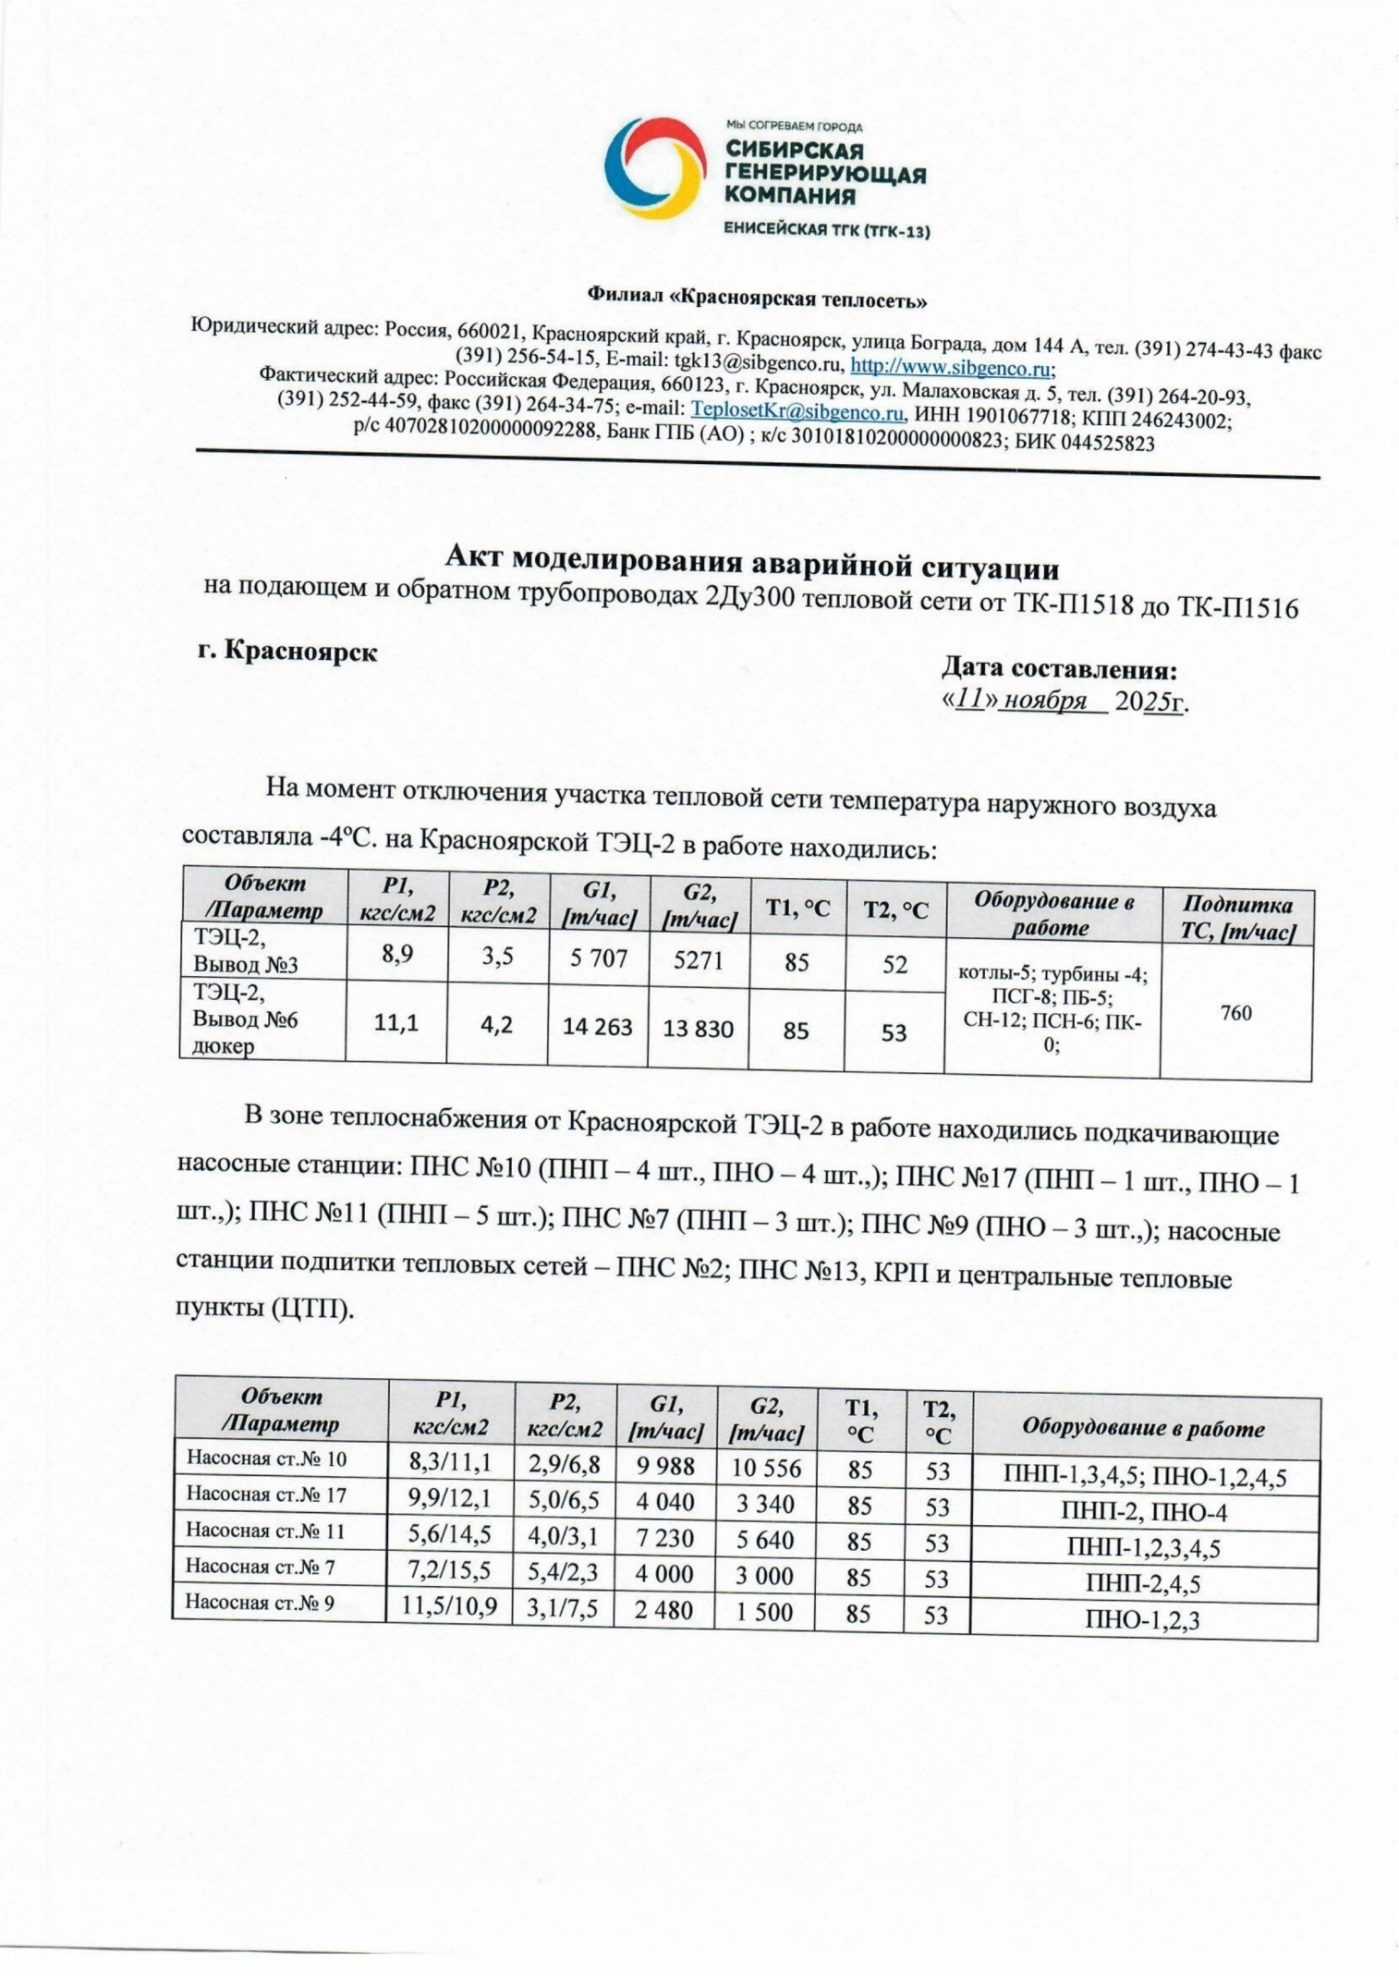 МЫ СОГРЕВАЕМ ГОРОДА
СИБИРСКАЯ
ГЕНЕРИРУЮЩАЯ
КОМПАНИЯ
ЕНИСЕЙСКАЯ ТГК (ТГК-13)
Филиал «Красноярская теплосеть»
Юридический адрес: Россия, 660021, Красноярский край, г. Красноярск, улица Бограда, дом 144 А, тел. (391) 274-43-43 факс
(391) 256-54-15, E-mail: tgk13@sibgenco.ru, http://www.sibgenco.ru;
Фактический адрес: Российская Федерация, 660123, г. Красноярск, ул. Малаховская д. 5, тел. (391) 264-20-93,
(391) 252-44-59, факс (391) 264-34-75; e-mail: TeplosetKr@sibgenco.ru, ИНН 1901067718; КПП 246243002;
р/с 40702810200000092288, Банк ГПБ (АО) ; к/с 30101810200000000823; БИК 044525823
Акт моделирования аварийной ситуации
на подающем и обратном трубопроводах 2Ду300 тепловой сети от ТК-П1518 до ТК-П1516
г. Красноярск
Дата составления:
«11» ноября 2025г.
На момент отключения участка тепловой сети температура наружного воздуха
составляла -4ºС. на Красноярской ТЭЦ-2 в работе находились:
Объект /Параметр P1, кгс/см2 P2, кгс/см2 G1, [т/час] G2, [т/час] Т1, °С Т2, °С Оборудование в работе Подпитка ТС, [т/час]
ТЭЦ-2, Вывод №3 8,9 3,5 5 707 5271 85 52 котлы-5; турбины -4; ПСГ-8; ПБ-5; СН-12; ПСН-6; ПК-0; 760
ТЭЦ-2, Вывод №6 дюкер 11,1 4,2 14 263 13 830 85 53
В зоне теплоснабжения от Красноярской ТЭЦ-2 в работе находились подкачивающие
насосные станции: ПНС №10 (ПНП – 4 шт., ПНО – 4 шт.,); ПНС №17 (ПНП – 1 шт., ПНО – 1
шт.,); ПНС №11 (ПНП – 5 шт.); ПНС №7 (ПНП – 3 шт.); ПНС №9 (ПНО – 3 шт.,); насосные
станции подпитки тепловых сетей – ПНС №2; ПНС №13, КРП и центральные тепловые
пункты (ЦТП).
Объект /Параметр P1, кгс/см2 P2, кгс/см2 G1, [т/час] G2, [т/час] Т1, °С Т2, °С Оборудование в работе
Насосная ст.№ 10 8,3/11,1 2,9/6,8 9 988 10 556 85 53 ПНП-1,3,4,5; ПНО-1,2,4,5
Насосная ст.№ 17 9,9/12,1 5,0/6,5 4 040 3 340 85 53 ПНП-2, ПНО-4
Насосная ст.№ 11 5,6/14,5 4,0/3,1 7 230 5 640 85 53 ПНП-1,2,3,4,5
Насосная ст.№ 7 7,2/15,5 5,4/2,3 4 000 3 000 85 53 ПНП-2,4,5
Насосная ст.№ 9 11,5/10,9 3,1/7,5 2 480 1 500 85 53 ПНО-1,2,3